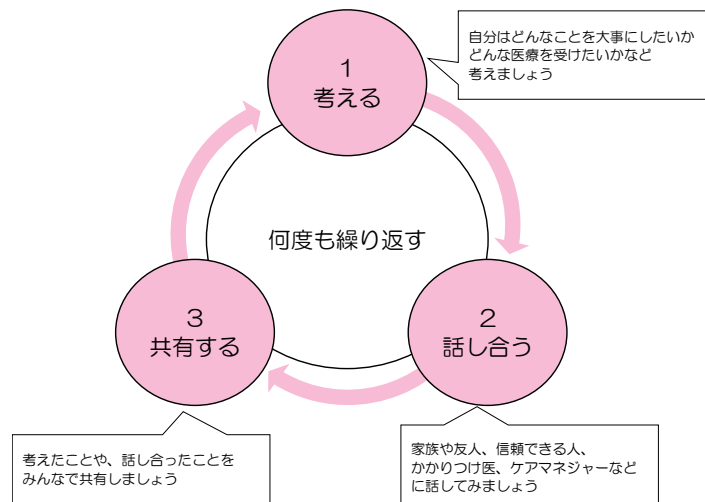 1
考える
自分はどんなことを大事にしたいか
どんな医療を受けたいかなど
考えましょう
何度も繰り返す
2
話し合う
家族や友人、信頼できる人、
かかりつけ医、ケアマネジャーなど
に話してみましょう
3
共有する
考えたことや、話し合ったことを
みんなで共有しましょう